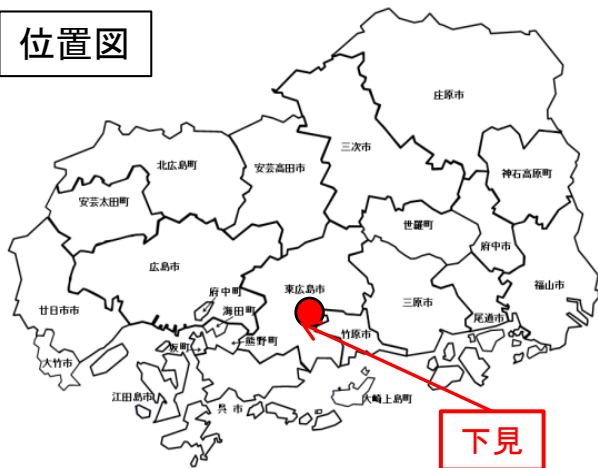 位置図
庄原市
三次市
北広島町
安芸高田市
神石高原町
安芸太田町
世羅町
府中市
広島市
東広島市
福山市
府中町
三原市
廿日市市
海田町
尾道市
竹原市
坂町
熊野町
大竹市
江田島市
大崎上島町
呉市
下見